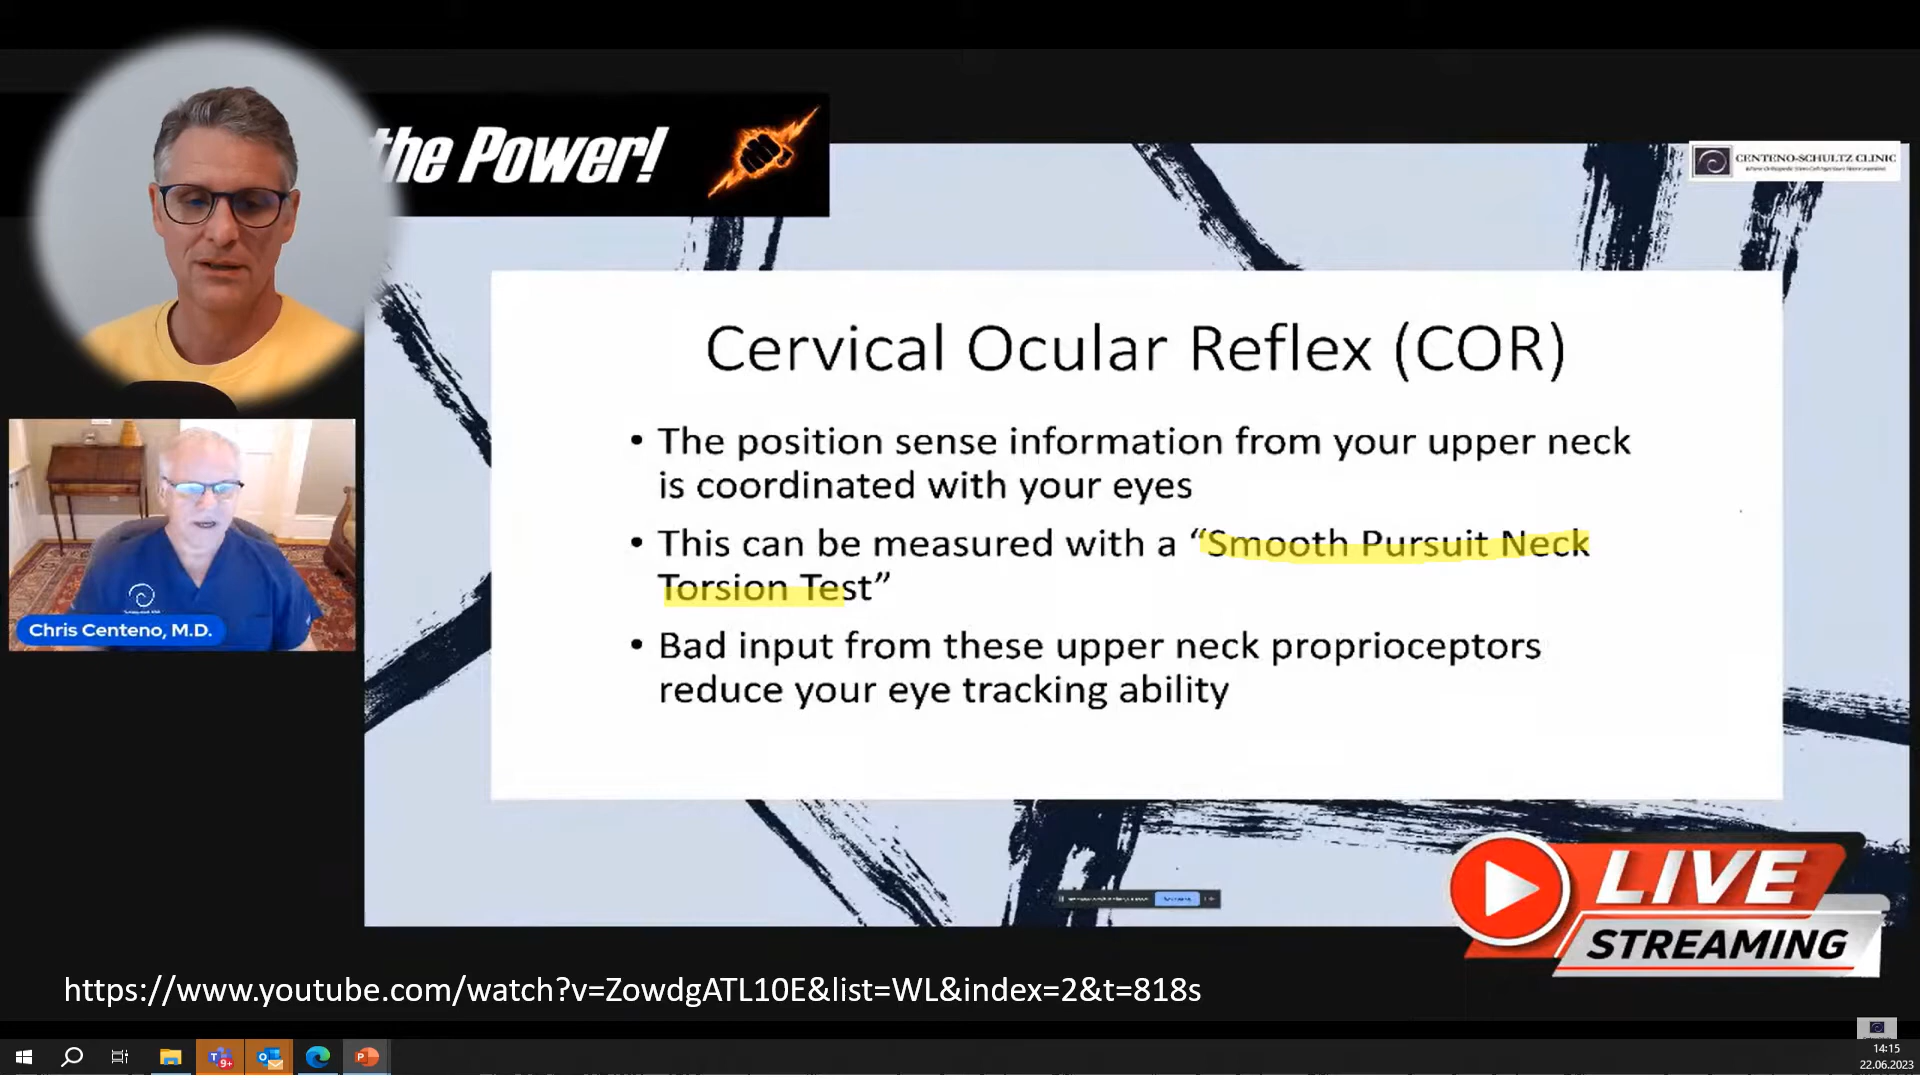 the Power!
CENTENO-SCHULTZ CLINIC
Cervical Ocular Reflex (COR)
• The position sense information from your upper neck
is coordinated with your eyes
• This can be measured with a “Smooth Pursuit Neck
Torsion Test”
• Bad input from these upper neck proprioceptors
reduce your eye tracking ability
Chris Centeno, M.D.
LIVE
STREAMING
https://www.youtube.com/watch?v=ZowdgATL10E&list=WL&index=2&t=818s
9+
14:15
22.06.2023